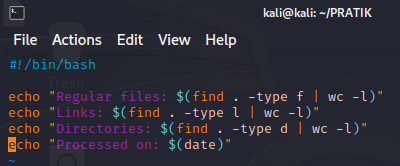 kali@kali: ~/PRATIK
File Actions Edit View Help
#!/bin/bash
echo "Regular files: $(find . -type f | wc -l)"
echo "Links: $(find . -type l | wc -l)"
echo "Directories: $(find . -type d | wc -l)"
echo "Processed on: $(date)"
~
Trash